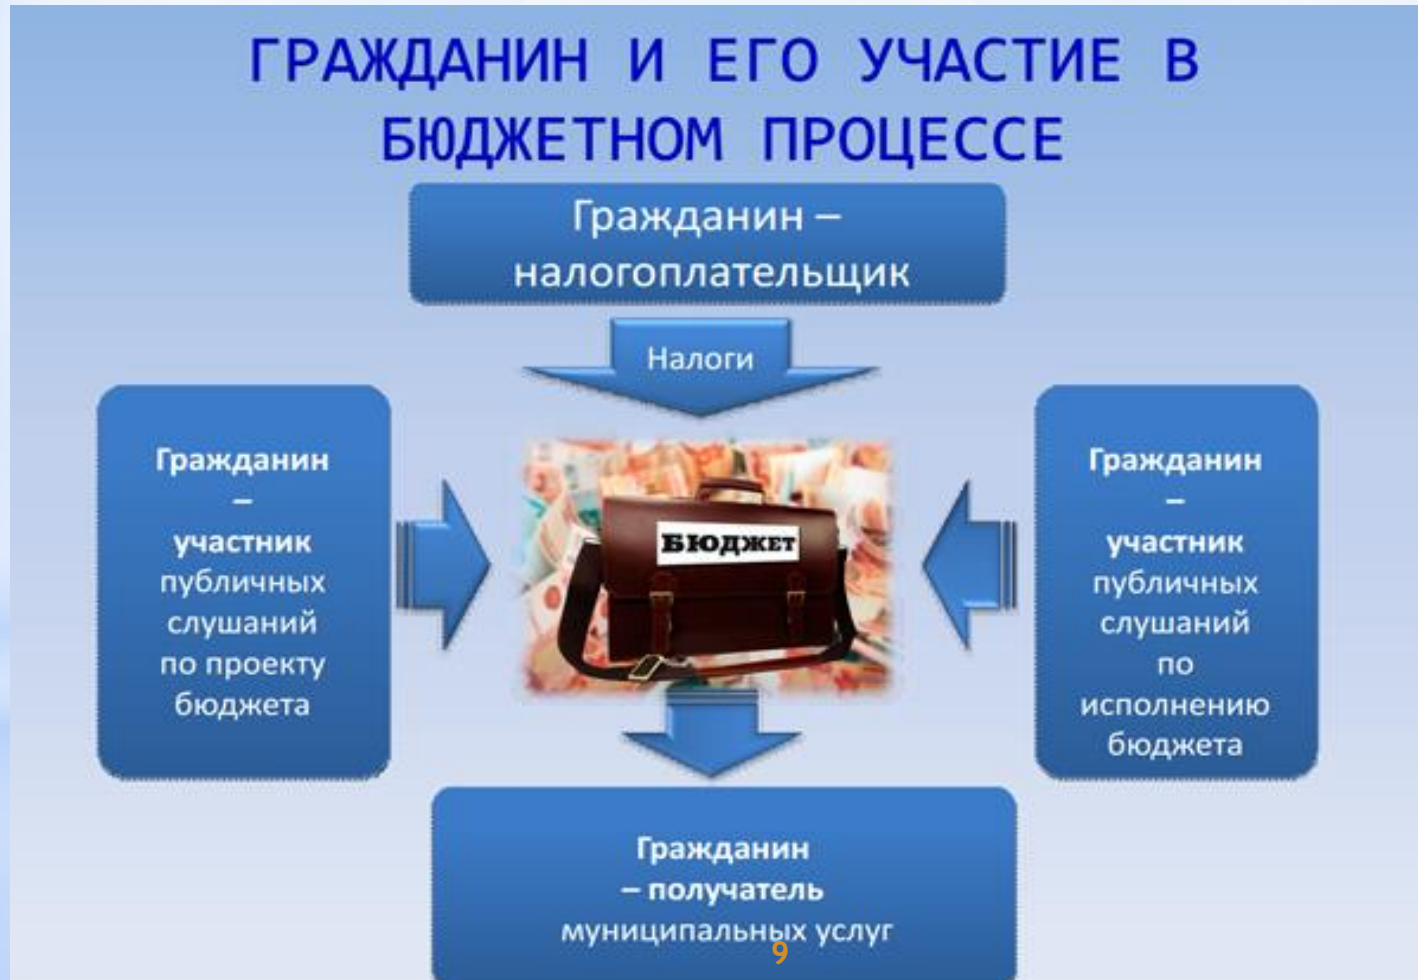 ГРАЖДАНИН И ЕГО УЧАСТИЕ В
БЮДЖЕТНОМ ПРОЦЕССЕ
Гражданин –
налогоплательщик
Налоги
Гражданин
–
участник
публичных
слушаний
по проекту
бюджета
БЮДЖЕТ
Гражданин
–
участник
публичных
слушаний
по
исполнению
бюджета
Гражданин
– получатель
муниципальных услуг
9